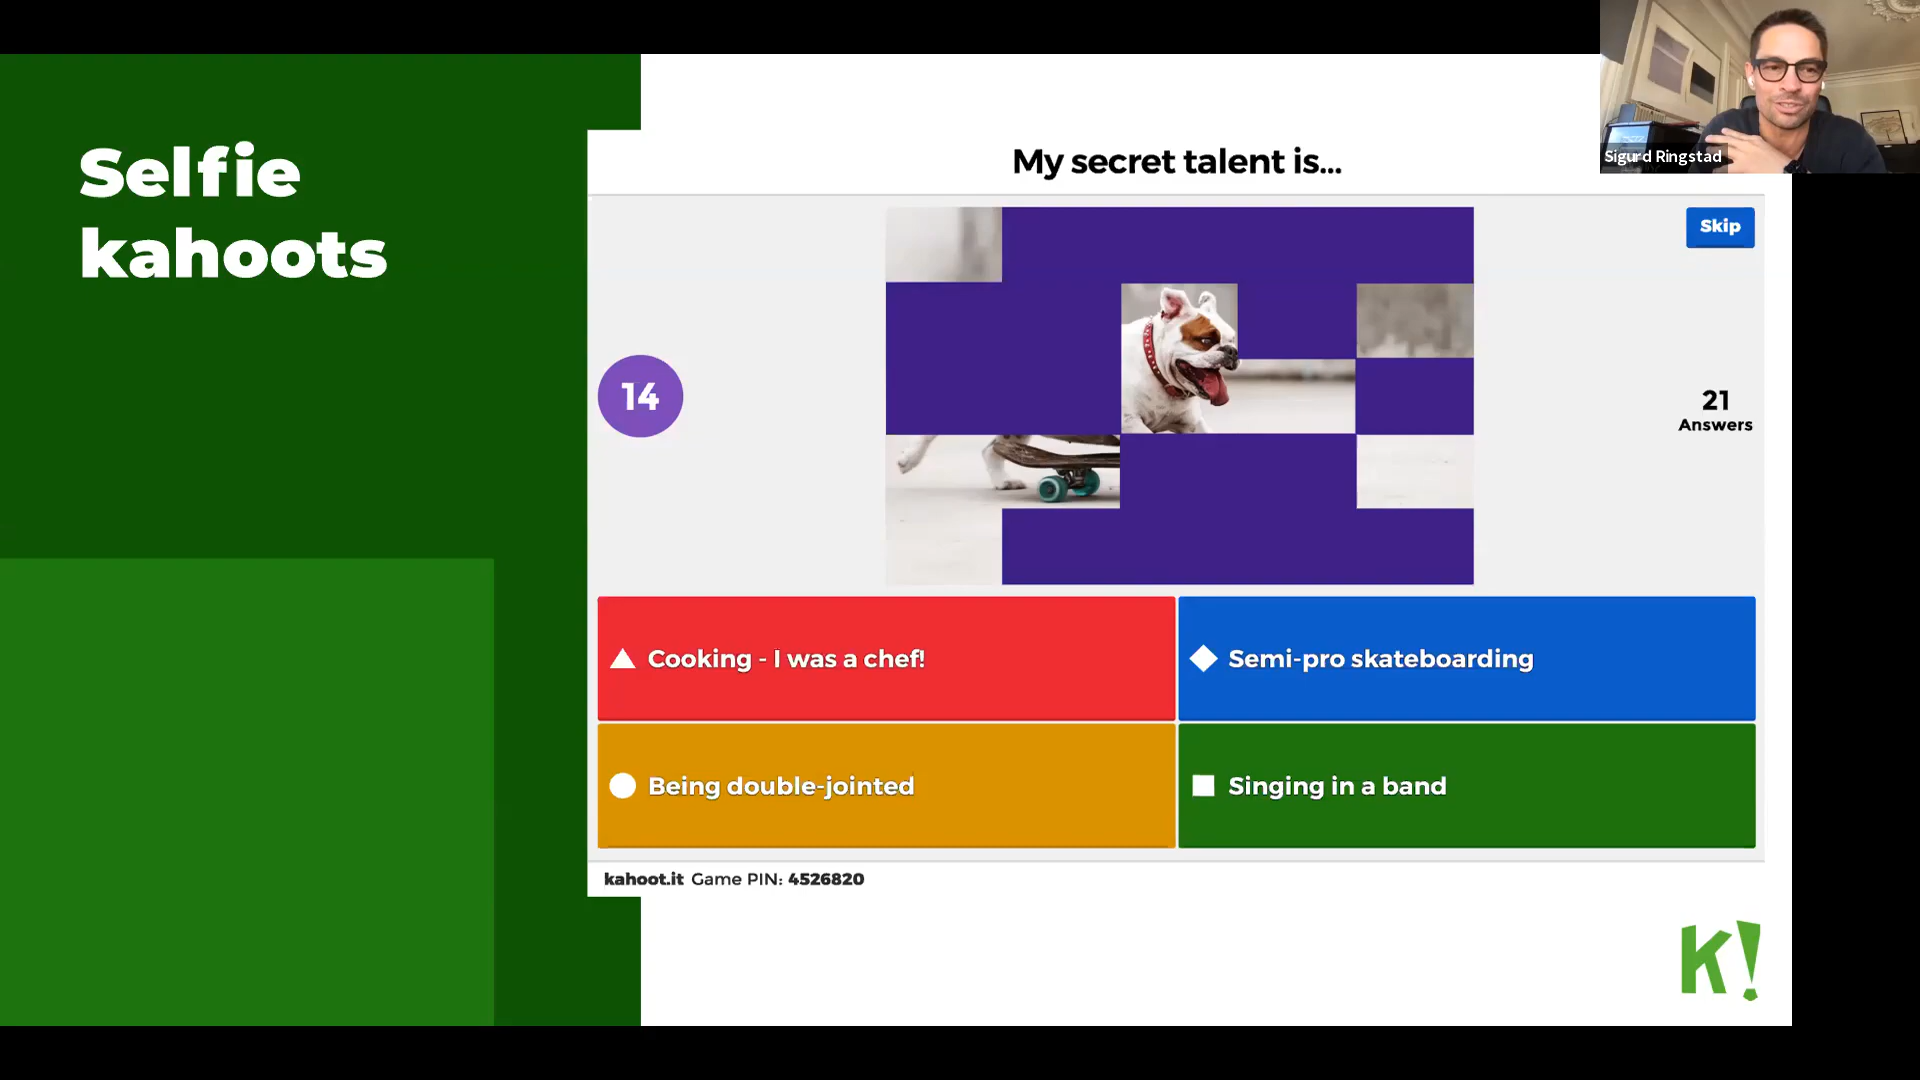 Selfie
kahoots
My secret talent is...
Sigurd Ringstad
Skip
14
21
Answers
Cooking - I was a chef!
Semi-pro skateboarding
Being double-jointed
Singing in a band
kahoot.it Game PIN: 4526820
K!